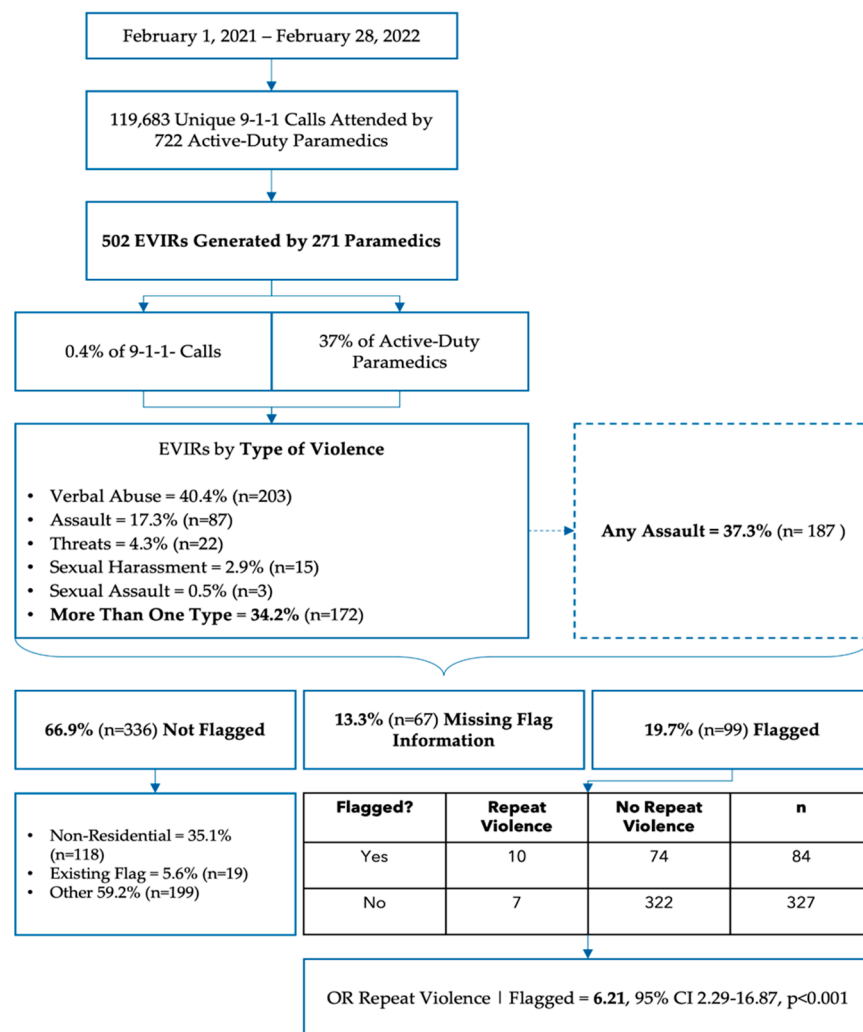 February 1, 2021 – February 28, 2022
119,683 Unique 9-1-1 Calls Attended by
722 Active-Duty Paramedics
502 EVIRs Generated by 271 Paramedics
0.4% of 9-1-1- Calls
37% of Active-Duty
Paramedics
EVIRs by Type of Violence
• Verbal Abuse = 40.4% (n=203)
• Assault = 17.3% (n=87)
• Threats = 4.3% (n=22)
• Sexual Harassment = 2.9% (n=15)
• Sexual Assault = 0.5% (n=3)
• More Than One Type = 34.2% (n=172)
Any Assault = 37.3% (n= 187 )
66.9% (n=336) Not Flagged
13.3% (n=67) Missing Flag
Information
19.7% (n=99) Flagged
• Non-Residential = 35.1%
(n=118)
• Existing Flag = 5.6% (n=19)
• Other 59.2% (n=199)
Flagged? Repeat Violence No Repeat Violence n
Yes 10 74 84
No 7 322 327
OR Repeat Violence | Flagged = 6.21, 95% CI 2.29-16.87, p<0.001